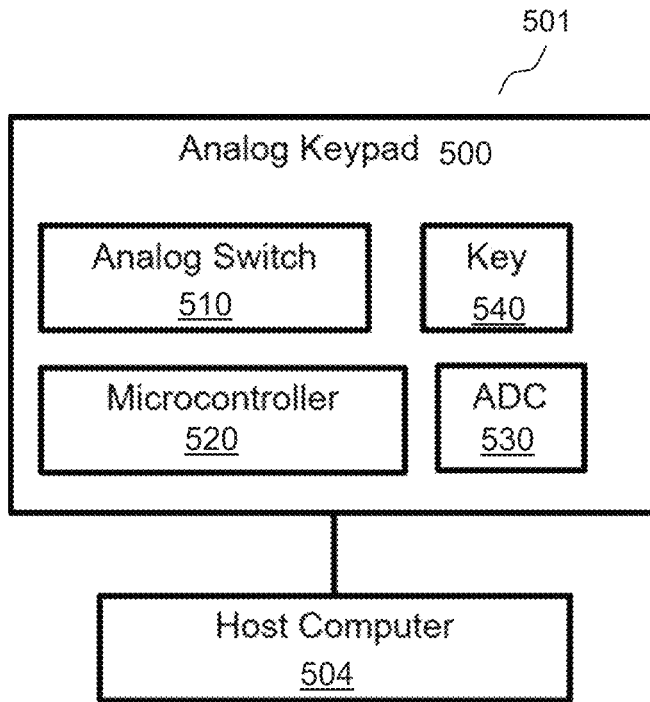 501
Analog Keypad 500
Analog Switch
510
Key
540
Microcontroller
520
ADC
530
Host Computer
504